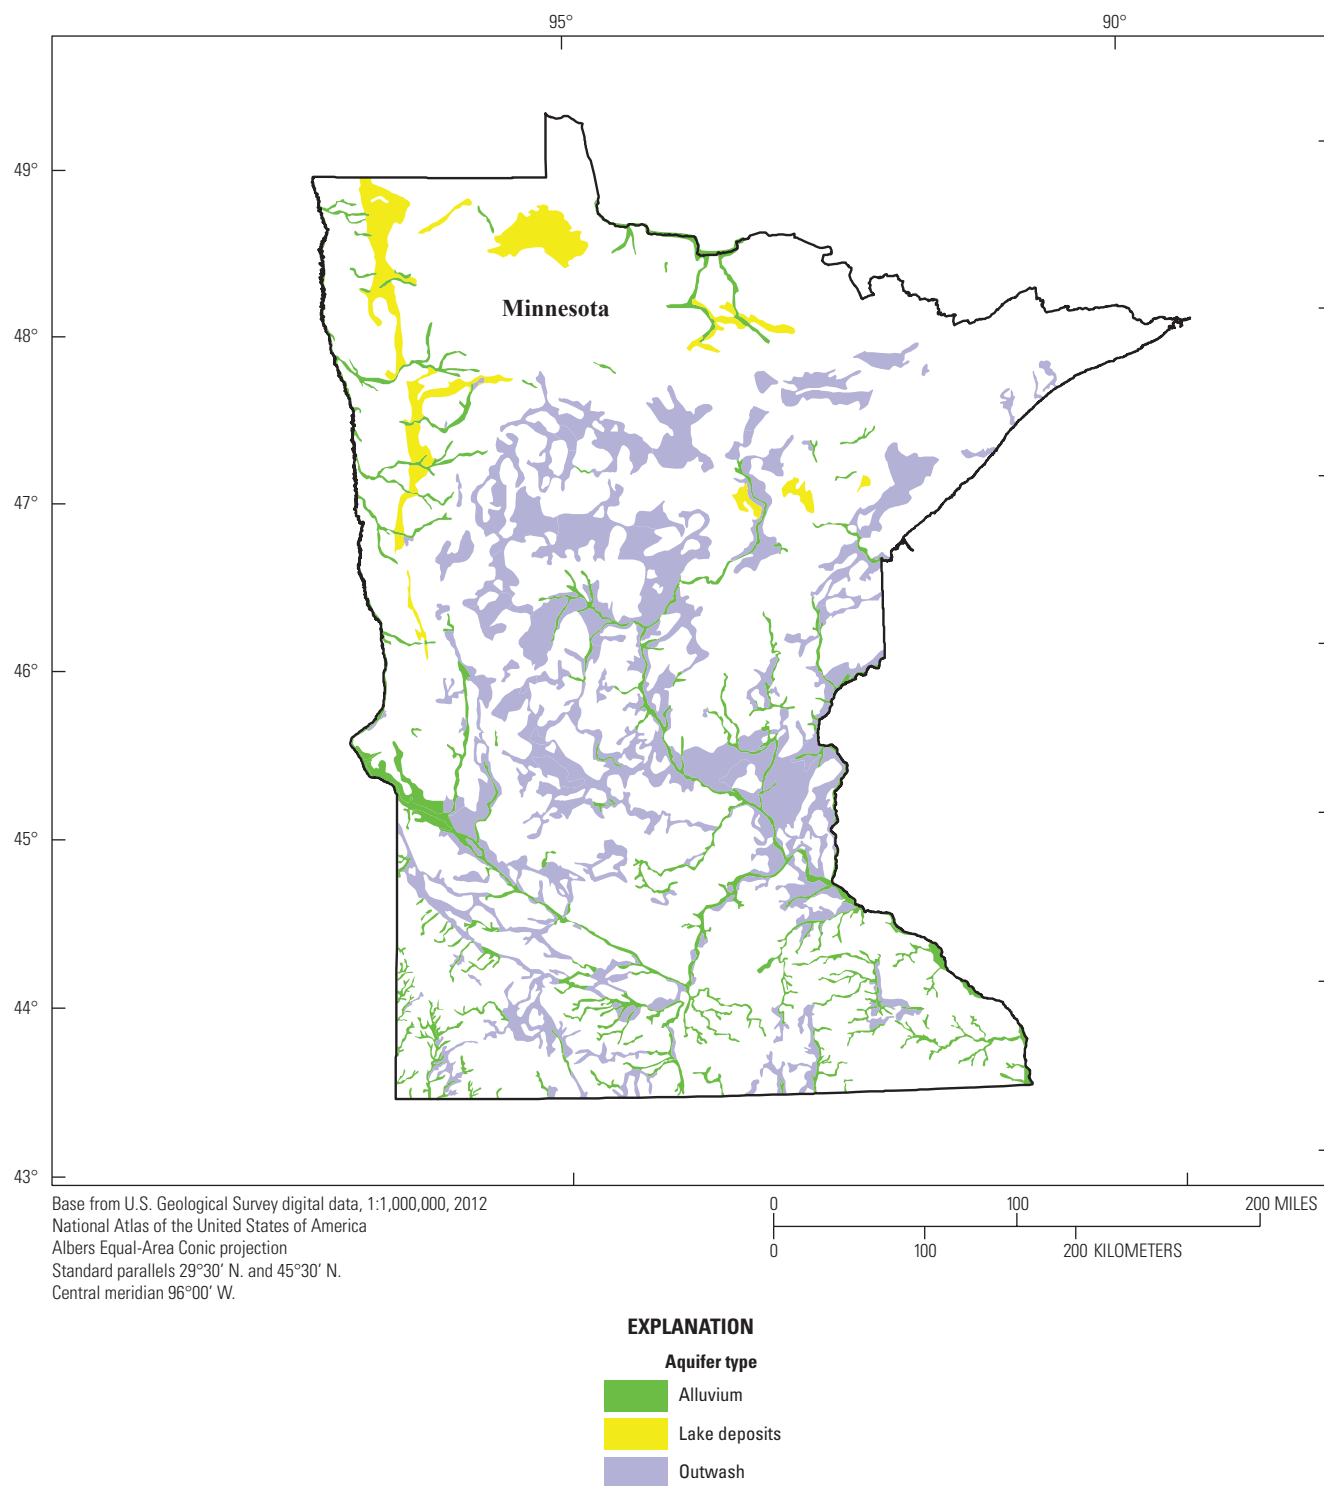 95°
90°
49°
48°
47°
46°
45°
44°
43°
Minnesota
Base from U.S. Geological Survey digital data, 1:1,000,000, 2012
National Atlas of the United States of America
Albers Equal-Area Conic projection
Standard parallels 29°30′ N. and 45°30′ N.
Central meridian 96°00′ W.
0 100 200 MILES
0 100 200 KILOMETERS
EXPLANATION
Aquifer type
Alluvium
Lake deposits
Outwash